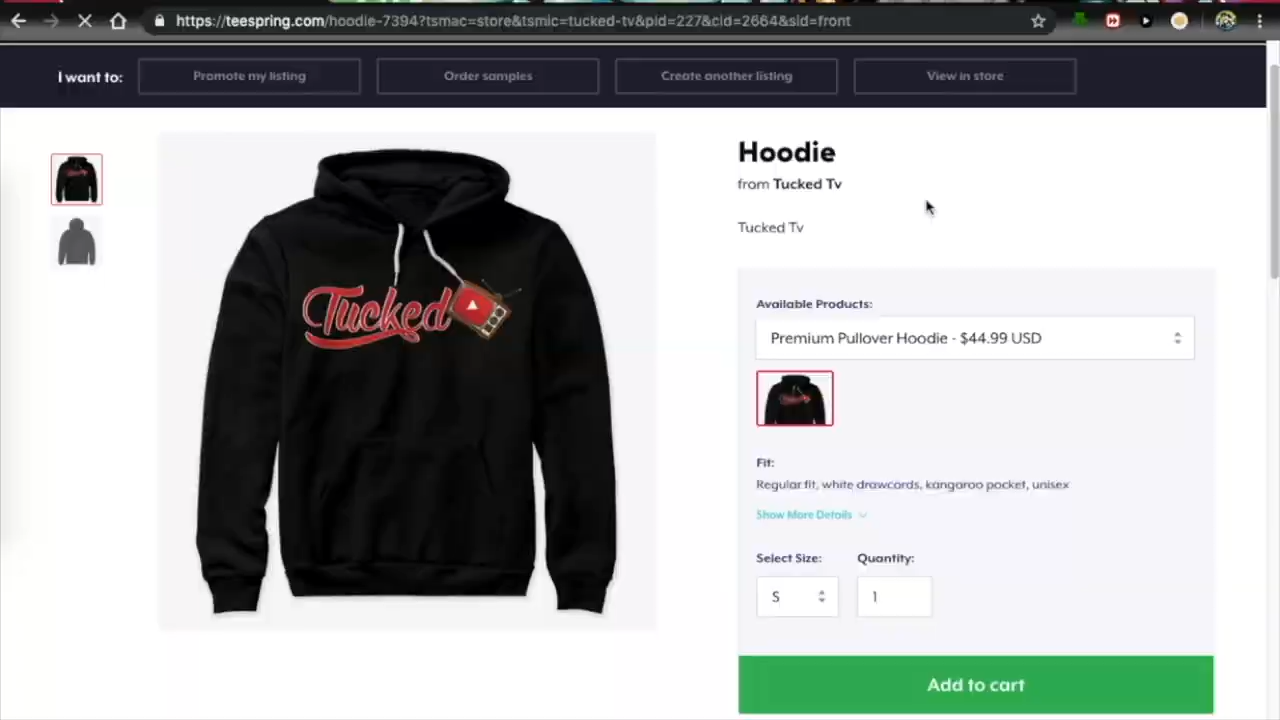 https://teespring.com/hoodie-7394?tsmac=store&tsmic=tucked-tv&pid=227&cid=2664&sid=front
I want to:
Promote my listing
Order samples
Create another listing
View in store
Hoodie
from Tucked Tv
Tucked Tv
Tucked
Available Products:
Premium Pullover Hoodie - $44.99 USD
Fit:
Regular fit, white drawcords, kangaroo pocket, unisex
Show More Details
Select Size:
Quantity:
S
1
Add to cart